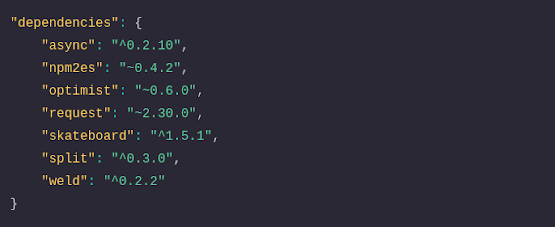 "dependencies": {
    "async": "^0.2.10",
    "npm2es": "~0.4.2",
    "optimist": "~0.6.0",
    "request": "~2.30.0",
    "skateboard": "^1.5.1",
    "split": "^0.3.0",
    "weld": "^0.2.2"
}